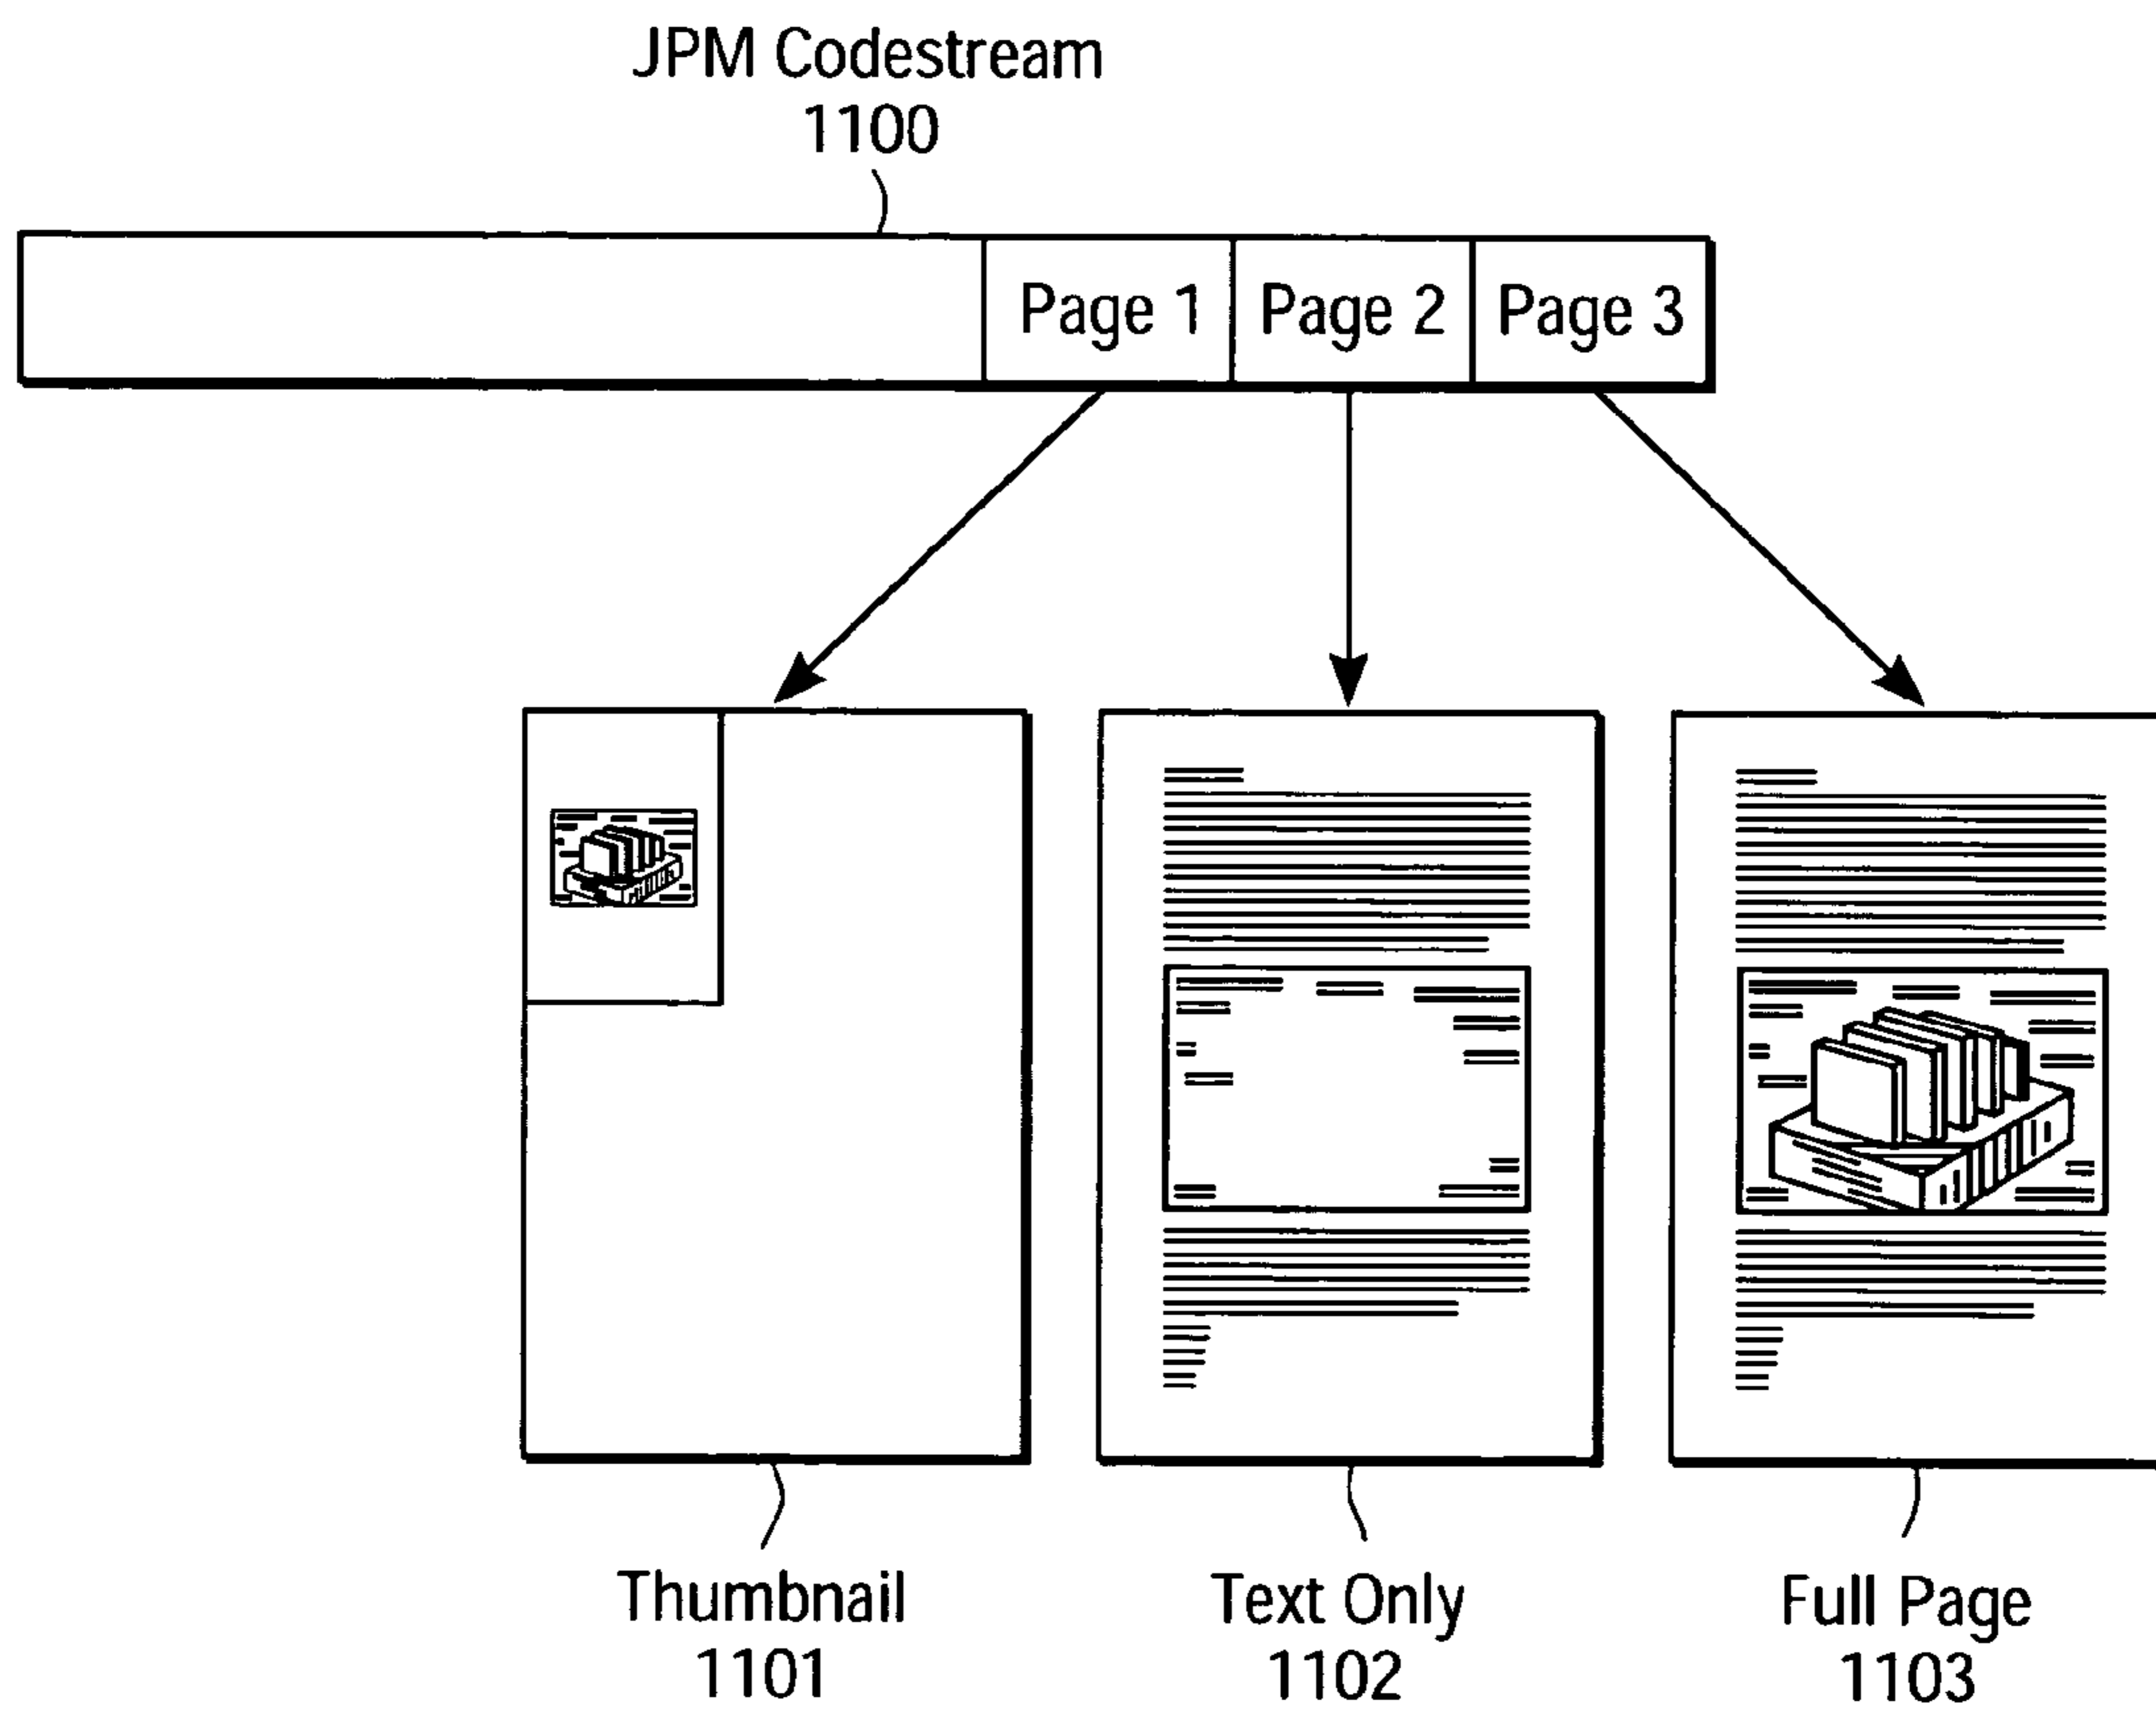 JPM Codestream
1100
Page 1 Page 2 Page 3
Thumbnail
1101
Text Only
1102
Full Page
1103